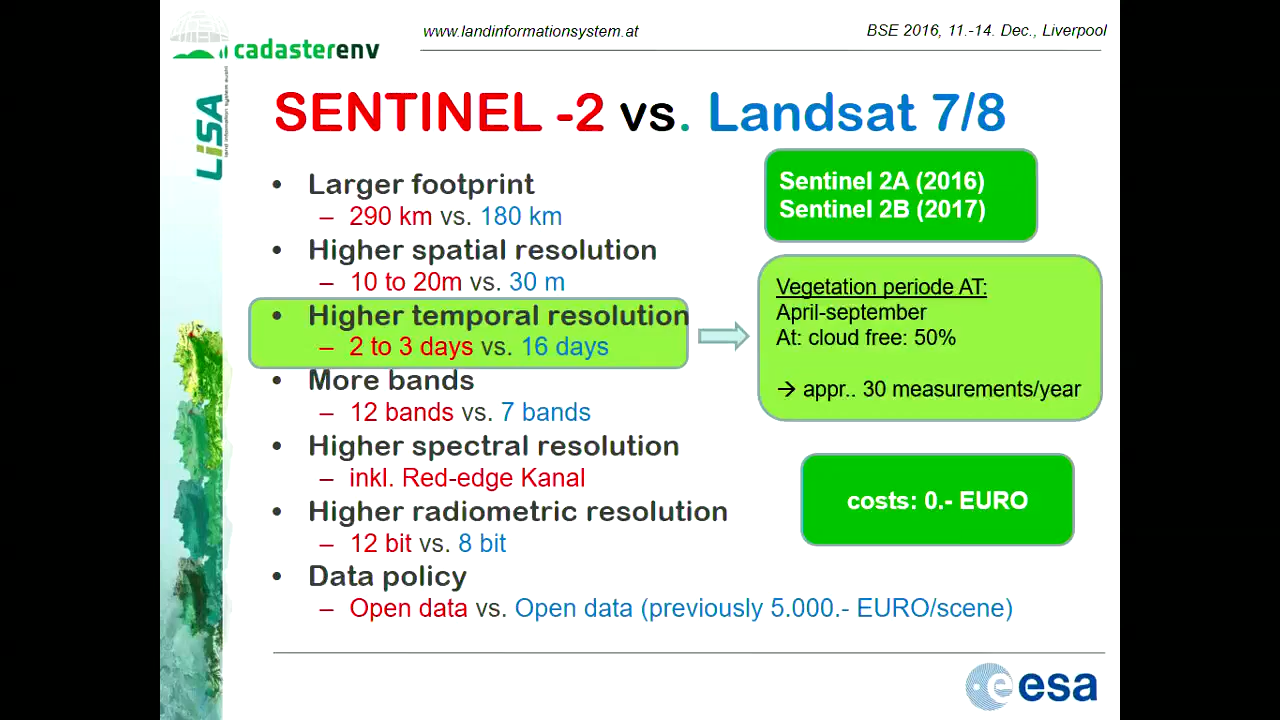 cadasterenv
www.landinformationsystem.at
BSE 2016, 11.-14. Dec., Liverpool
LiSA
land information system austri
SENTINEL -2 vs. Landsat 7/8
• Larger footprint
– 290 km vs. 180 km
• Higher spatial resolution
– 10 to 20m vs. 30 m
• Higher temporal resolution
– 2 to 3 days vs. 16 days
• More bands
– 12 bands vs. 7 bands
• Higher spectral resolution
– inkl. Red-edge Kanal
• Higher radiometric resolution
– 12 bit vs. 8 bit
• Data policy
– Open data vs. Open data (previously 5.000.- EURO/scene)
Sentinel 2A (2016)
Sentinel 2B (2017)
Vegetation periode AT:
April-september
At: cloud free: 50%
→ appr.. 30 measurements/year
costs: 0.- EURO
esa